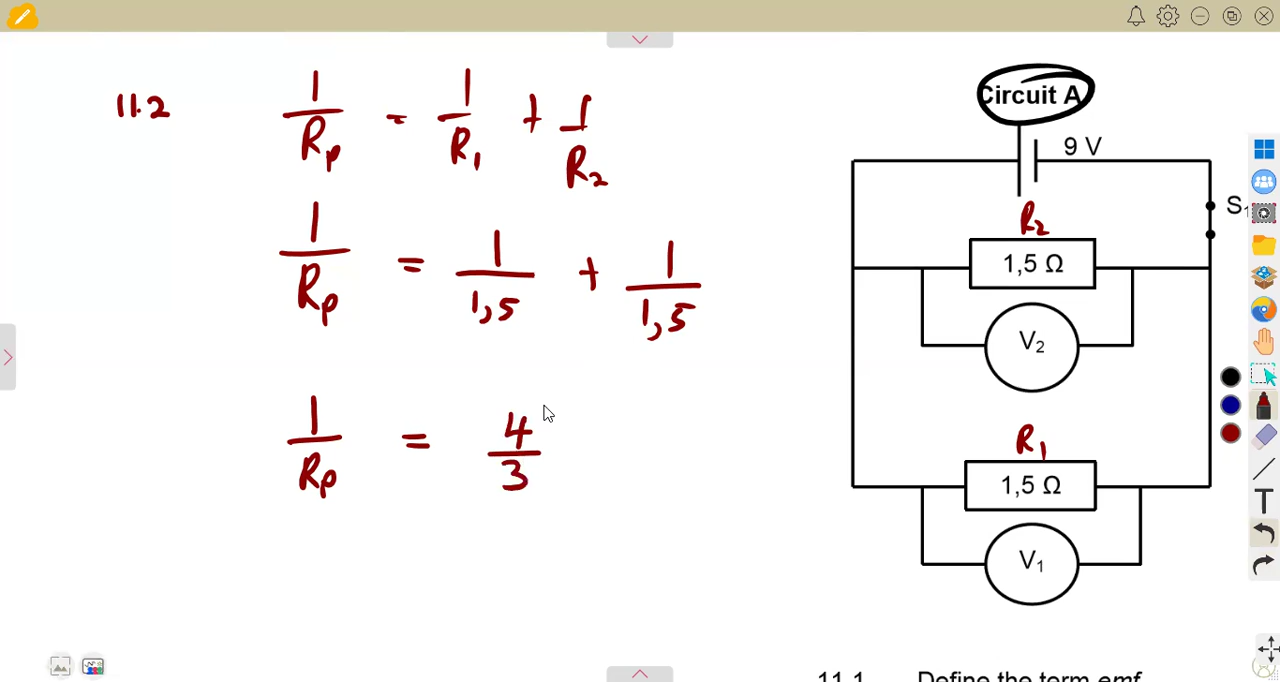 11.2 1/Rp = 1/R1 + 1/R2
1/Rp = 1/1,5 + 1/1,5
1/Rp = 4/3
Circuit A
9 V
S1
R2
1,5 Ω
V2
R1
1,5 Ω
V1
T
11.1 Define the term emf